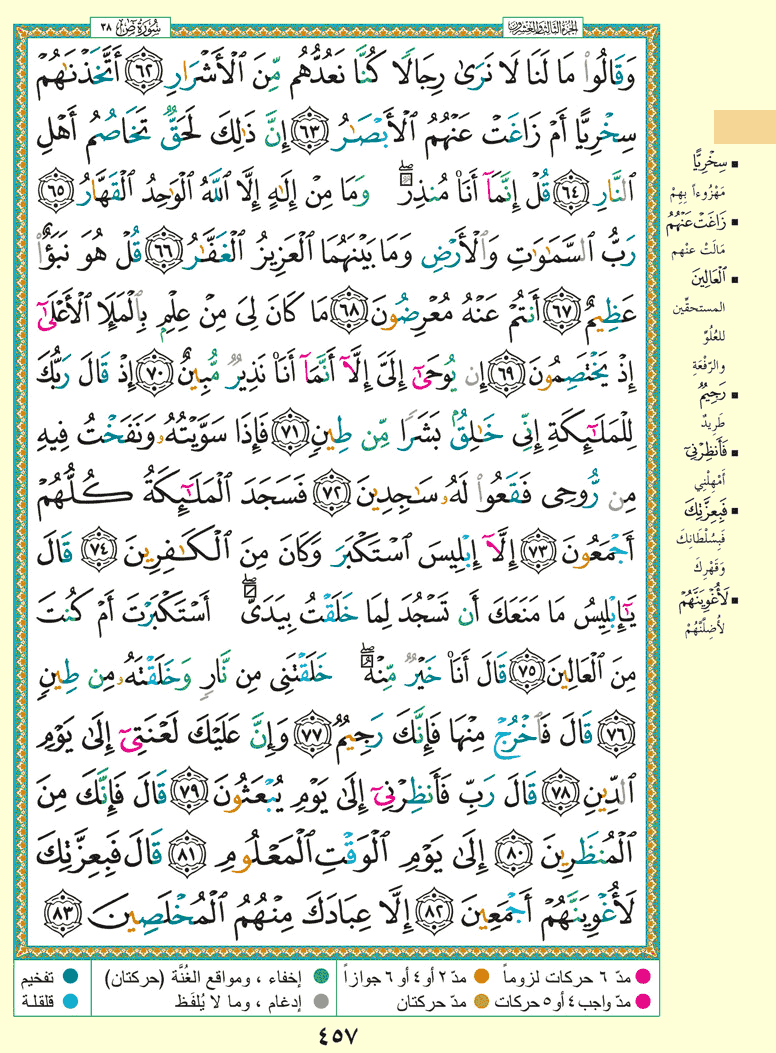 الجزء الثالث والعشرون
سُورَةُ صٓ ٣٨
وَقَالُوا۟ مَا لَنَا لَا نَرَىٰ رِجَالًا كُنَّا نَعُدُّهُم مِّنَ ٱلْأَشْرَارِ ٦٢ أَتَّخَذْنَٰهُمْ
سِخْرِيًّا أَمْ زَاغَتْ عَنْهُمُ ٱلْأَبْصَٰرُ ٦٣ إِنَّ ذَٰلِكَ لَحَقٌّ تَخَاصُمُ أَهْلِ
ٱلنَّارِ ٦٤ قُلْ إِنَّمَآ أَنَا۠ مُنذِرٌ وَمَا مِنْ إِلَٰهٍ إِلَّا ٱللَّهُ ٱلْوَٰحِدُ ٱلْقَهَّارُ ٦٥
رَبُّ ٱلسَّمَٰوَٰتِ وَٱلْأَرْضِ وَمَا بَيْنَهُمَا ٱلْعَزِيزُ ٱلْغَفَّٰرُ ٦٦ قُلْ هُوَ نَبَؤٌا۟
عَظِيمٌ ٦٧ أَنتُمْ عَنْهُ مُعْرِضُونَ ٦٨ مَا كَانَ لِىَ مِنْ عِلْمٍۭ بِٱلْمَلَإِ ٱلْأَعْلَىٰٓ
إِذْ يَخْتَصِمُونَ ٦٩ إِن يُوحَىٰٓ إِلَىَّ إِلَّآ أَنَّمَآ أَنَا۠ نَذِيرٌ مُّبِينٌ ٧٠ إِذْ قَالَ رَبُّكَ
لِلْمَلَٰٓئِكَةِ إِنِّى خَٰلِقٌۢ بَشَرًا مِّن طِينٍ ٧١ فَإِذَا سَوَّيْتُهُۥ وَنَفَخْتُ فِيهِ
مِن رُّوحِى فَقَعُوا۟ لَهُۥ سَٰجِدِينَ ٧٢ فَسَجَدَ ٱلْمَلَٰٓئِكَةُ كُلُّهُمْ
أَجْمَعُونَ ٧٣ إِلَّآ إِبْلِيسَ ٱسْتَكْبَرَ وَكَانَ مِنَ ٱلْكَٰفِرِينَ ٧٤ قَالَ
يَٰٓإِبْلِيسُ مَا مَنَعَكَ أَن تَسْجُدَ لِمَا خَلَقْتُ بِيَدَىَّ أَسْتَكْبَرْتَ أَمْ كُنتَ
مِنَ ٱلْعَالِينَ ٧٥ قَالَ أَنَا۠ خَيْرٌ مِّنْهُ خَلَقْتَنِى مِن نَّارٍ وَخَلَقْتَهُۥ مِن طِينٍ
٧٦ قَالَ فَٱخْرُجْ مِنْهَا فَإِنَّكَ رَجِيمٌ ٧٧ وَإِنَّ عَلَيْكَ لَعْنَتِىٓ إِلَىٰ يَوْمِ
ٱلدِّينِ ٧٨ قَالَ رَبِّ فَأَنظِرْنِىٓ إِلَىٰ يَوْمِ يُبْعَثُونَ ٧٩ قَالَ فَإِنَّكَ مِنَ
ٱلْمُنظَرِينَ ٨٠ إِلَىٰ يَوْمِ ٱلْوَقْتِ ٱلْمَعْلُومِ ٨١ قَالَ فَبِعِزَّتِكَ
لَأُغْوِيَنَّهُمْ أَجْمَعِينَ ٨٢ إِلَّا عِبَادَكَ مِنْهُمُ ٱلْمُخْلَصِينَ ٨٣
سِخْرِيًّا
مَهْزُوءاً بِهِمْ
زَاغَتْ عَنْهُمُ
مَالَتْ عنهم
ٱلْعَالِينَ
المستحقّين
للعُلُوِّ
والرِّفْعَةِ
رَجِيمٌ
طَرِيدٌ
فَأَنظِرْنِىٓ
أَمْهِلْنِي
فَبِعِزَّتِكَ
فَبِسُلْطَانِكَ
وَقَهْرِكَ
لَأُغْوِيَنَّهُمْ
لأُضِلَّنَّهُمْ
مدّ ٦ حركات لزوماً
مدّ ٢ أو ٤ أو ٦ جوازاً
إخفاء ، ومواقع الغُنَّة (حركتان)
تفخيم
مدّ واجب ٤ أو ٥ حركات
مدّ حركتان
إدغام ، وما لا يُلفَظ
قلقلة
٤٥٧